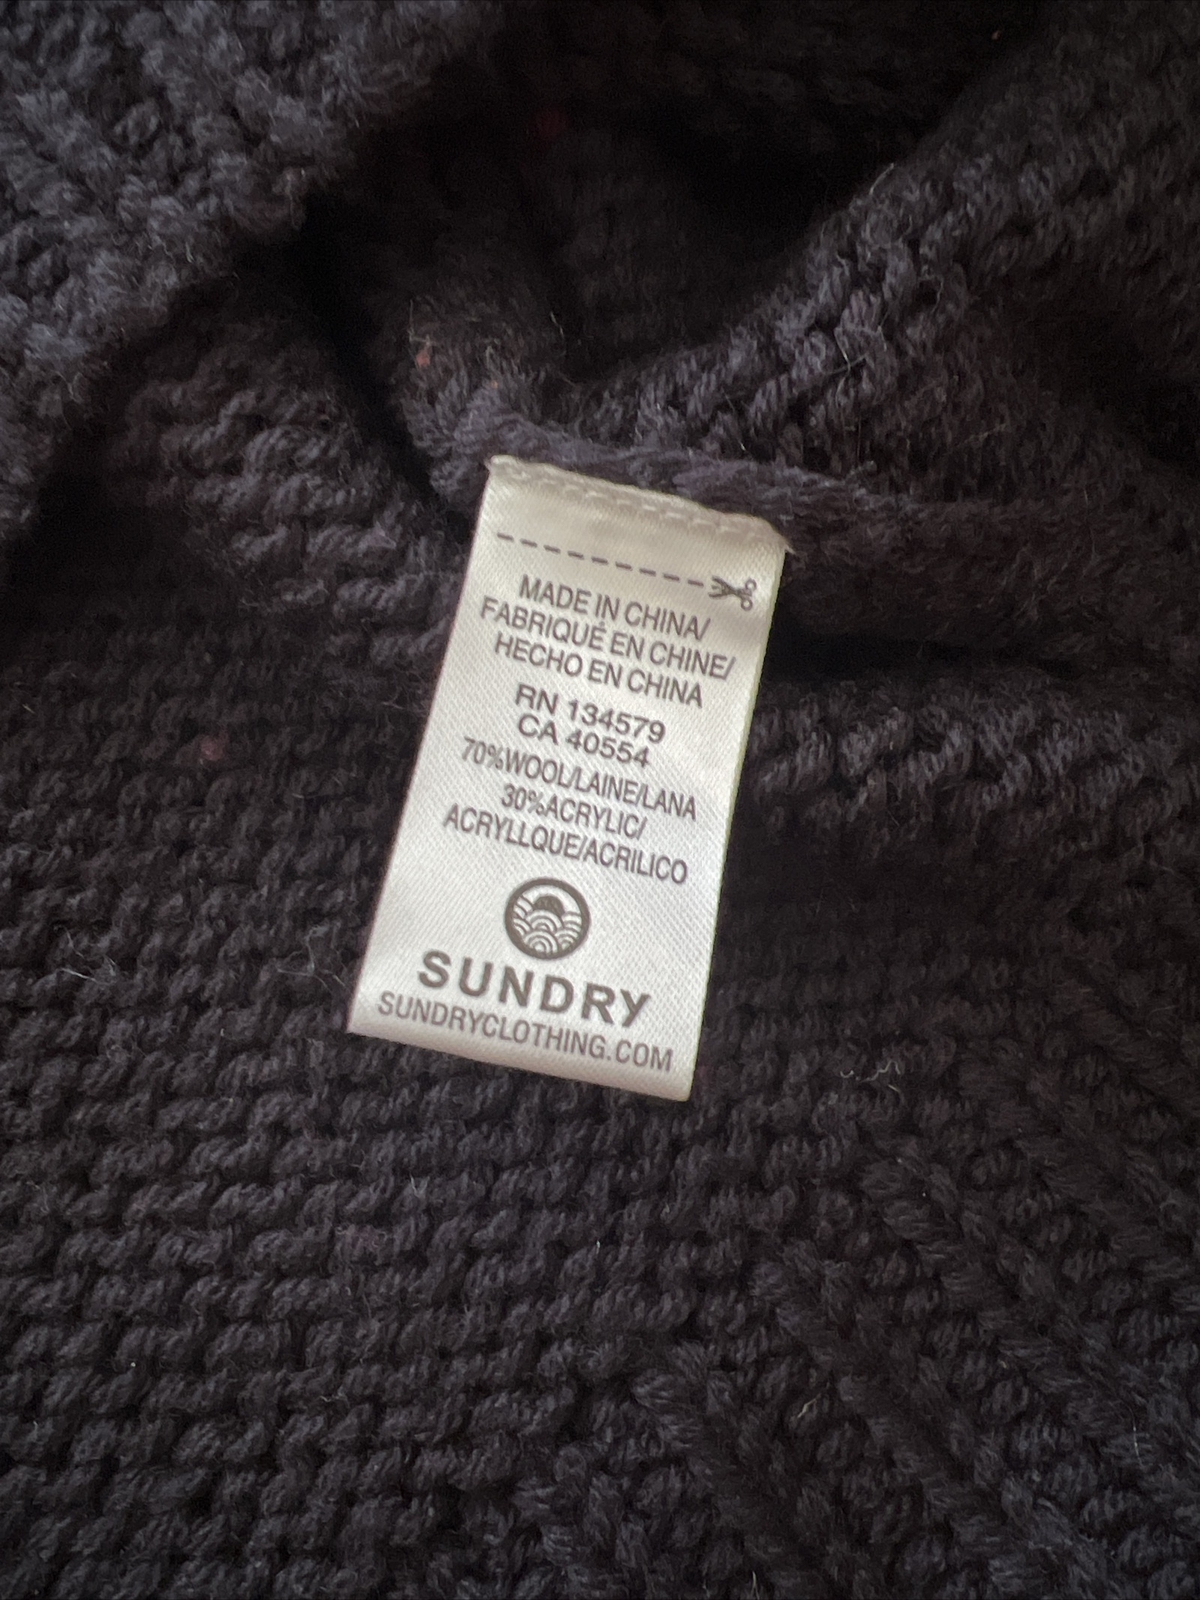 MADE IN CHINA/
FABRIQUÉ EN CHINE/
HECHO EN CHINA
RN 134579
CA 40554
70%WOOL/LAINE/LANA
30%ACRYLIC/
ACRYLLQUE/ACRILICO
SUNDRY
SUNDRYCLOTHING.COM